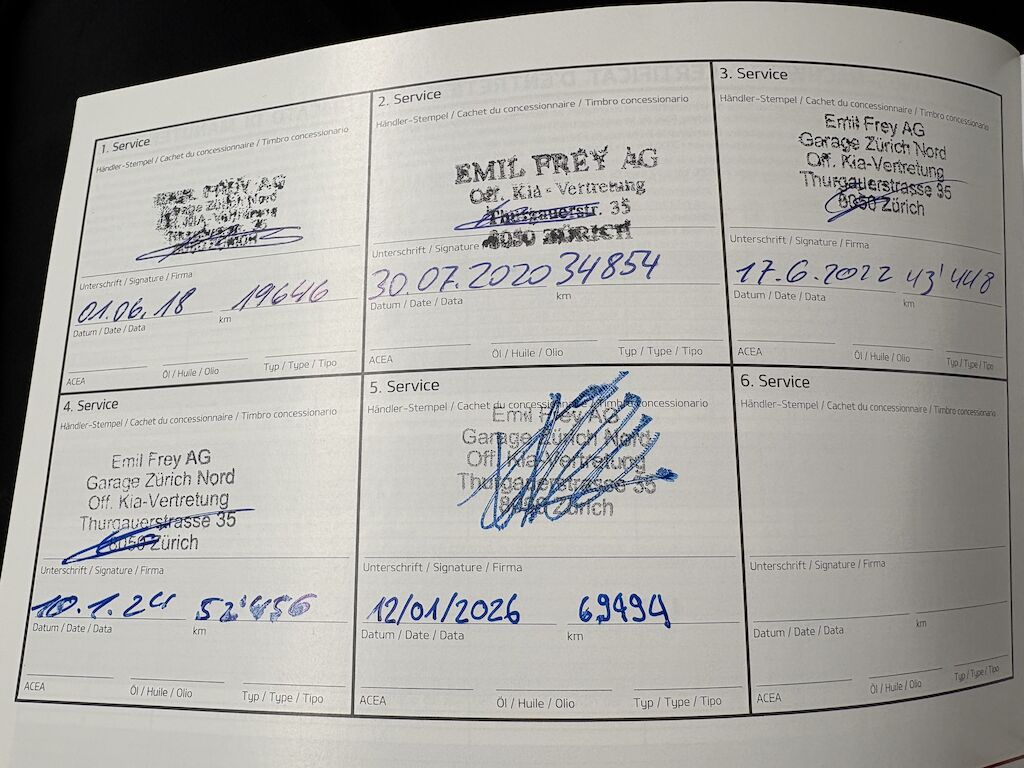 1. Service
Händler-Stempel / Cachet du concessionnaire / Timbro concessionario
AG
Zürich Nord
Kia-Vertretung
Unterschrift / Signature / Firma
01.06.18 19646
Datum / Date / Data km
ACEA Öl / Huile / Olio Typ / Type / Tipo
2. Service
Händler-Stempel / Cachet du concessionnaire / Timbro concessionario
EMIL FREY AG
Off. Kia - Vertretung
Thurgauerstr. 35
8050 ZÜRICH
Unterschrift / Signature
30.07.2020 34854
Datum / Date / Data km
ACEA Öl / Huile / Olio Typ / Type / Tipo
3. Service
Händler-Stempel / Cachet du concessionnaire / Timbro concessionario
Emil Frey AG
Garage Zürich Nord
Off. Kia-Vertretung
Thurgauerstrasse 35
8050 Zürich
Unterschrift / Signature / Firma
17.6.2022 43'448
Datum / Date / Data km
ACEA Öl / Huile / Olio Typ / Type / Tipo
4. Service
Händler-Stempel / Cachet du concessionnaire / Timbro concessionario
Emil Frey AG
Garage Zürich Nord
Off. Kia-Vertretung
Thurgauerstrasse 35
8050 Zürich
Unterschrift / Signature / Firma
10.1.24 52'456
Datum / Date / Data km
ACEA Öl / Huile / Olio Typ / Type / Tipo
5. Service
Händler-Stempel / Cachet du concessionnaire / Timbro concessionario
Emil Frey AG
Garage Zürich Nord
Off. Kia-Vertretung
Thurgauerstrasse 35
8050 Zürich
Unterschrift / Signature / Firma
12/01/2026 69494
Datum / Date / Data km
ACEA Öl / Huile / Olio Typ / Type / Tipo
6. Service
Händler-Stempel / Cachet du concessionnaire / Timbro concessionario
Unterschrift / Signature / Firma
Datum / Date / Data km
ACEA Öl / Huile / Olio Typ / Type / Tipo